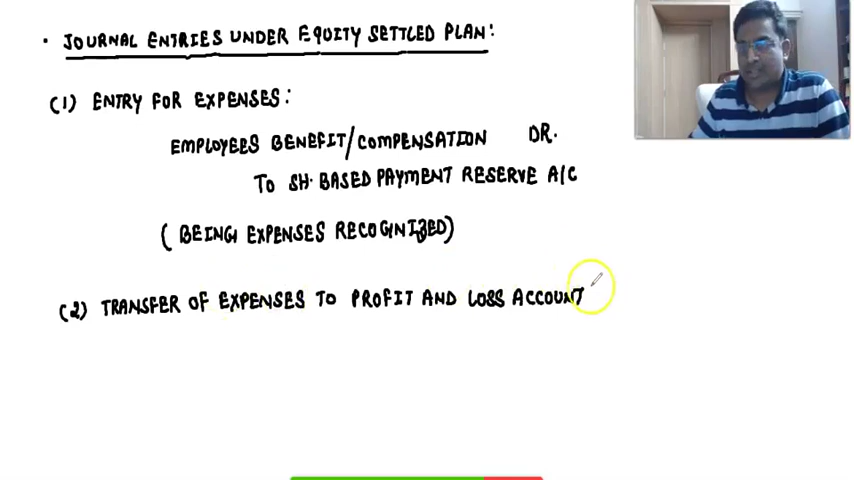 • JOURNAL ENTRIES UNDER EQUITY SETTLED PLAN:
(1) ENTRY FOR EXPENSES:
EMPLOYEES BENEFIT/COMPENSATION DR.
TO SH. BASED PAYMENT RESERVE A/C
(BEING EXPENSES RECOGNIZED)
(2) TRANSFER OF EXPENSES TO PROFIT AND LOSS ACCOUNT